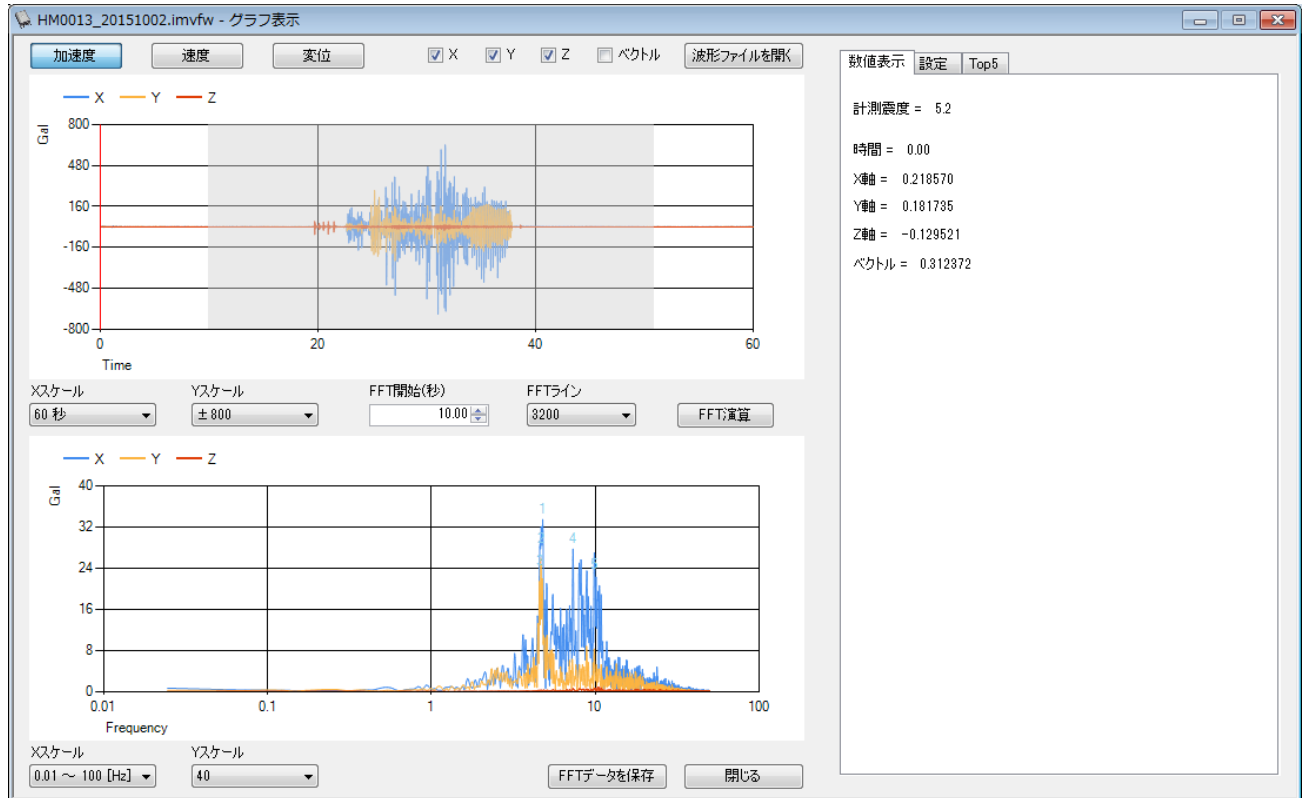 HM0013_20151002.imvfw - グラフ表示
加速度 速度 変位 X Y Z ベクトル 波形ファイルを開く
X Y Z
Gal
800
480
160
-160
-480
-800
0 20 40 60
Time
Xスケール Yスケール FFT開始(秒) FFTライン
60 秒 ±800 10.00 3200 FFT演算
X Y Z
Gal
40
32
24
16
8
0
1
4
0.01 0.1 1 10 100
Frequency
Xスケール Yスケール
0.01 ～ 100 [Hz] 40 FFTデータを保存 閉じる
数値表示 設定 Top5
計測震度 = 5.2
時間 = 0.00
X軸 = 0.218570
Y軸 = 0.181735
Z軸 = -0.129521
ベクトル = 0.312372